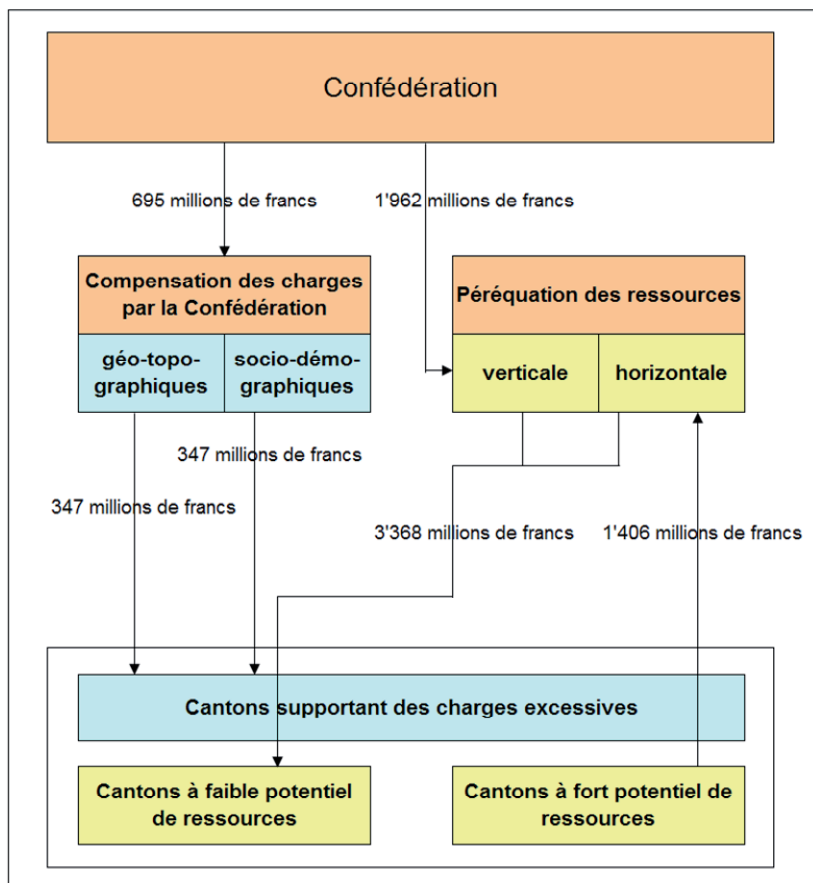 Confédération
695 millions de francs
1'962 millions de francs
Compensation des charges
par la Confédération
Péréquation des ressources
géo-topo-
graphiques
socio-démo-
graphiques
verticale
horizontale
347 millions de francs
347 millions de francs
3'368 millions de francs
1'406 millions de francs
Cantons supportant des charges excessives
Cantons à faible potentiel
de ressources
Cantons à fort potentiel de
ressources